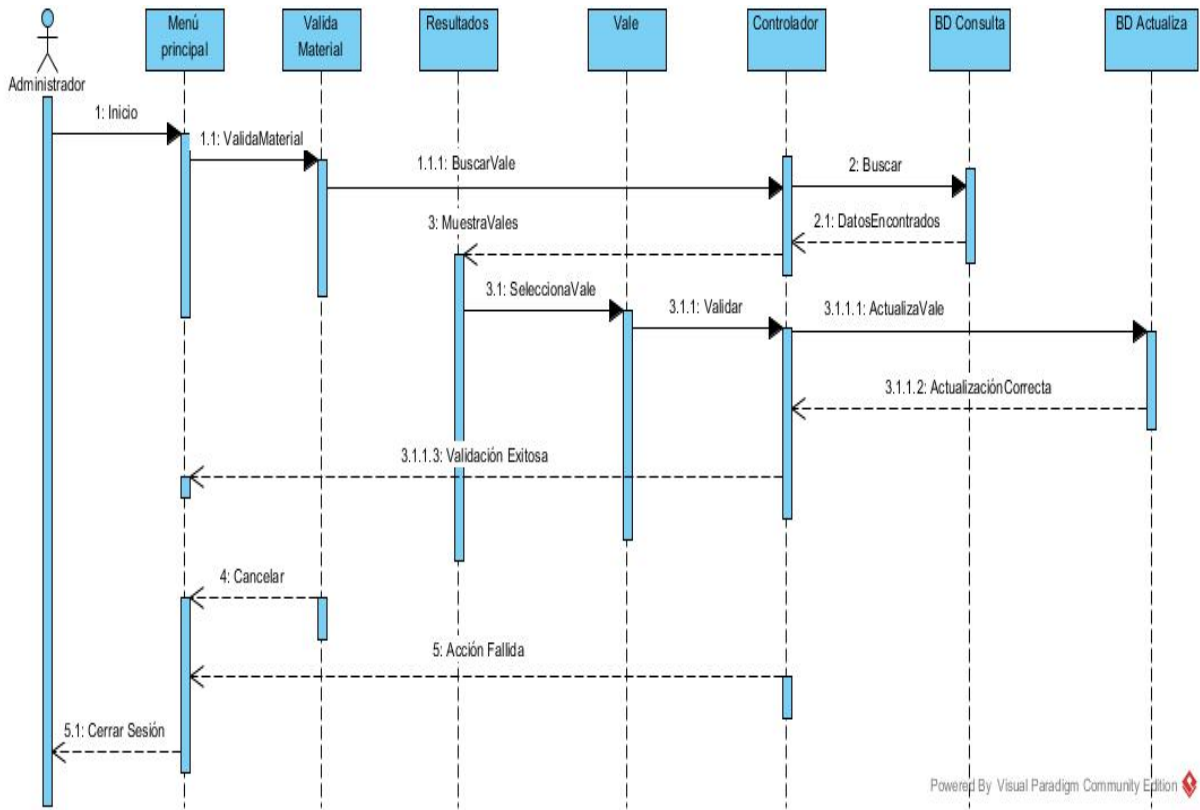 Menú
principal
Valida
Material
Resultados
Vale
Controlador
BD Consulta
BD Actualiza
Administrador
1: Inicio
1.1: ValidaMaterial
1.1.1: BuscarVale
2: Buscar
2.1: DatosEncontrados
3: MuestraVales
3.1: SeleccionaVale
3.1.1: Validar
3.1.1.1: ActualizaVale
3.1.1.2: ActualizaciónCorrecta
3.1.1.3: Validación Exitosa
4: Cancelar
5: Acción Fallida
5.1: Cerrar Sesión
Powered By Visual Paradigm Community Edition